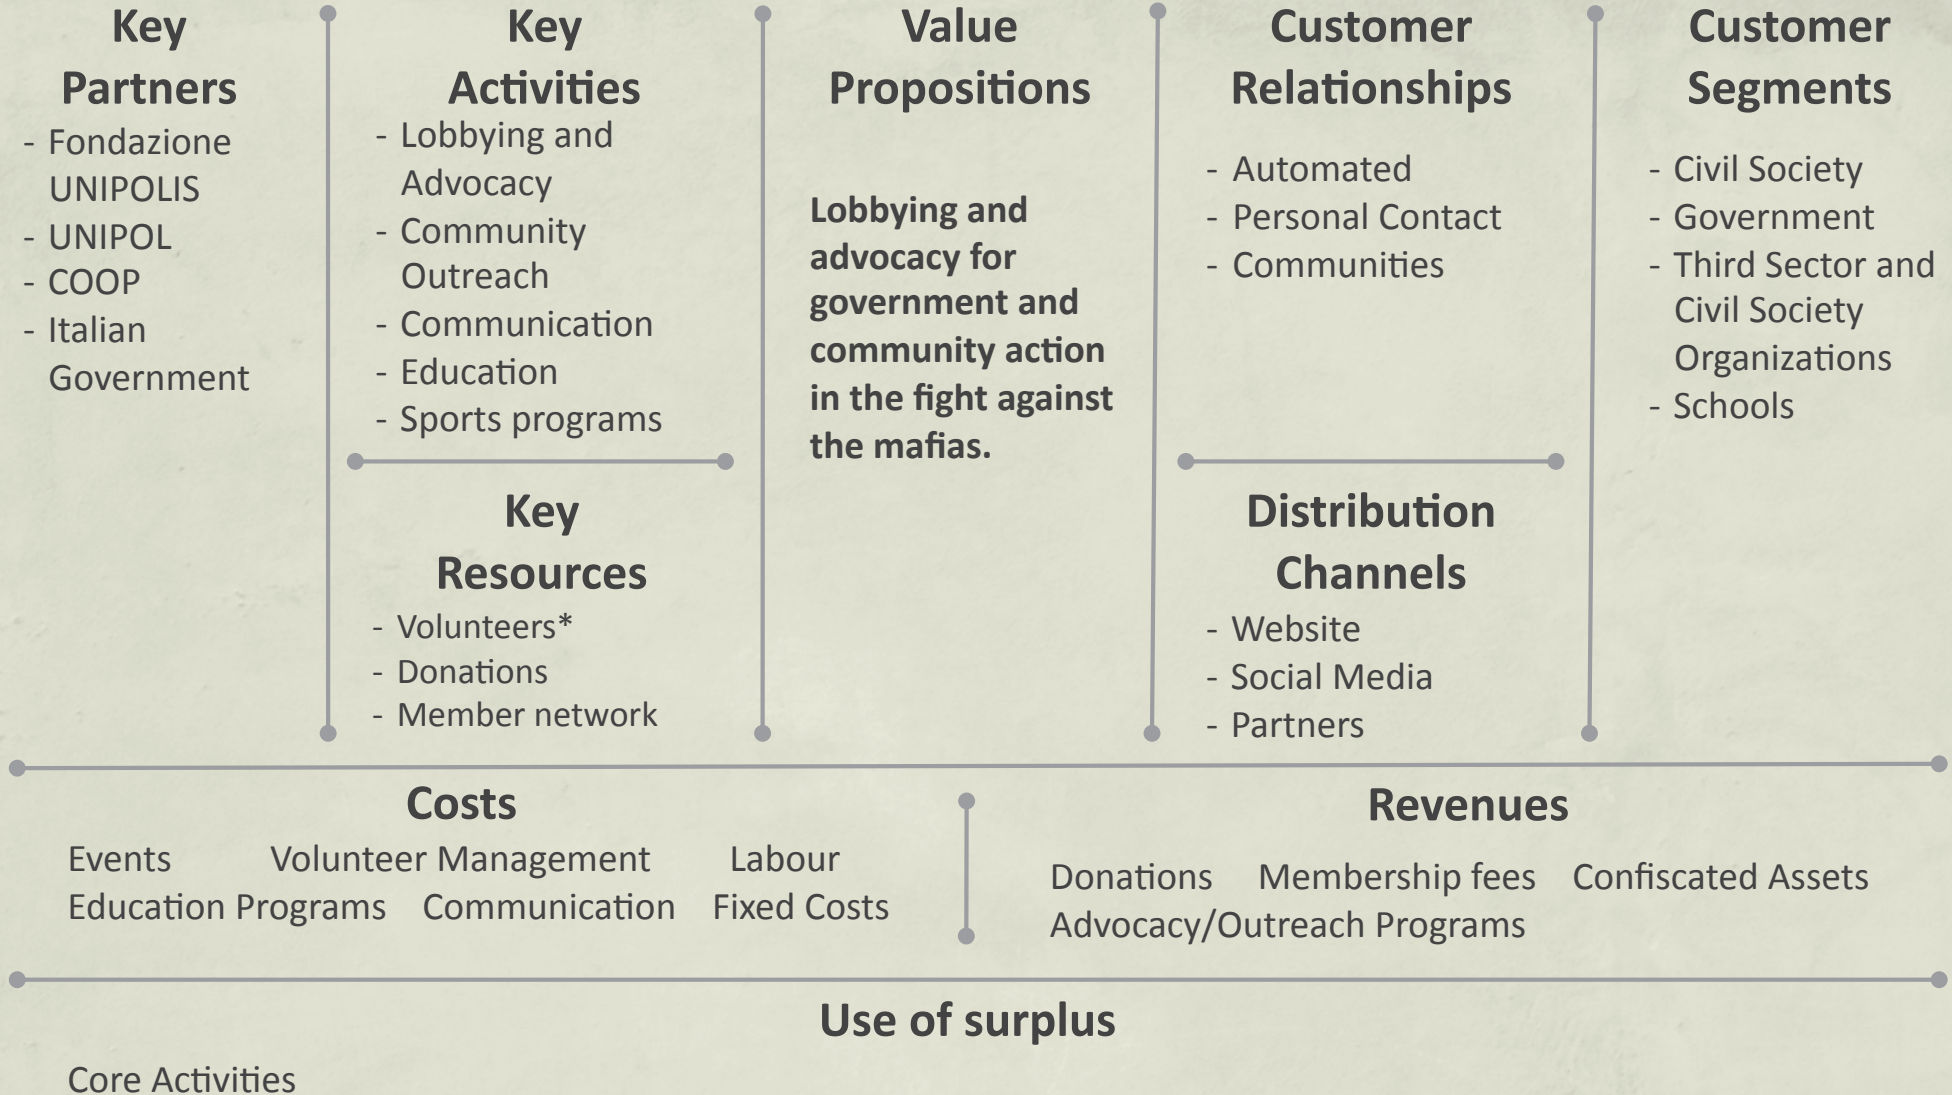 Key
Partners
- Fondazione
UNIPOLIS
- UNIPOL
- COOP
- Italian
Government
Key
Activities
- Lobbying and
Advocacy
- Community
Outreach
- Communication
- Education
- Sports programs
Key
Resources
- Volunteers*
- Donations
- Member network
Value
Propositions
Lobbying and
advocacy for
government and
community action
in the fight against
the mafias.
Customer
Relationships
- Automated
- Personal Contact
- Communities
Distribution
Channels
- Website
- Social Media
- Partners
Customer
Segments
- Civil Society
- Government
- Third Sector and
Civil Society
Organizations
- Schools
Costs
Events Volunteer Management Labour
Education Programs Communication Fixed Costs
Revenues
Donations Membership fees Confiscated Assets
Advocacy/Outreach Programs
Use of surplus
Core Activities